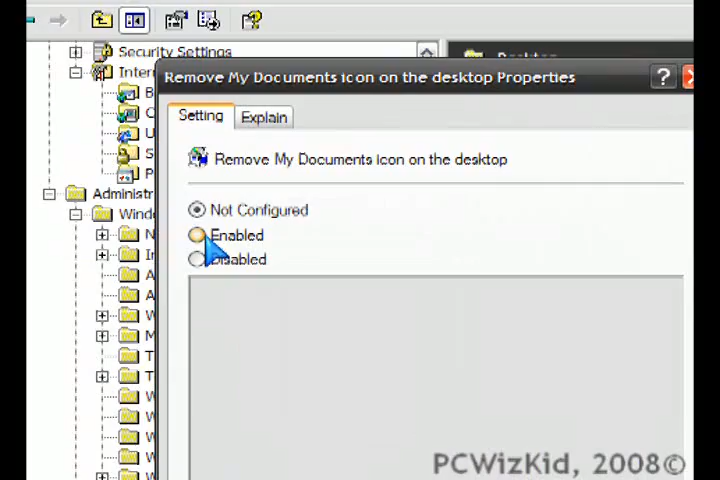 Security Settings
Desktop
Remove My Documents icon on the desktop Properties
Setting
Explain
Remove My Documents icon on the desktop
Not Configured
Enabled
Disabled
PCWizKid, 2008©